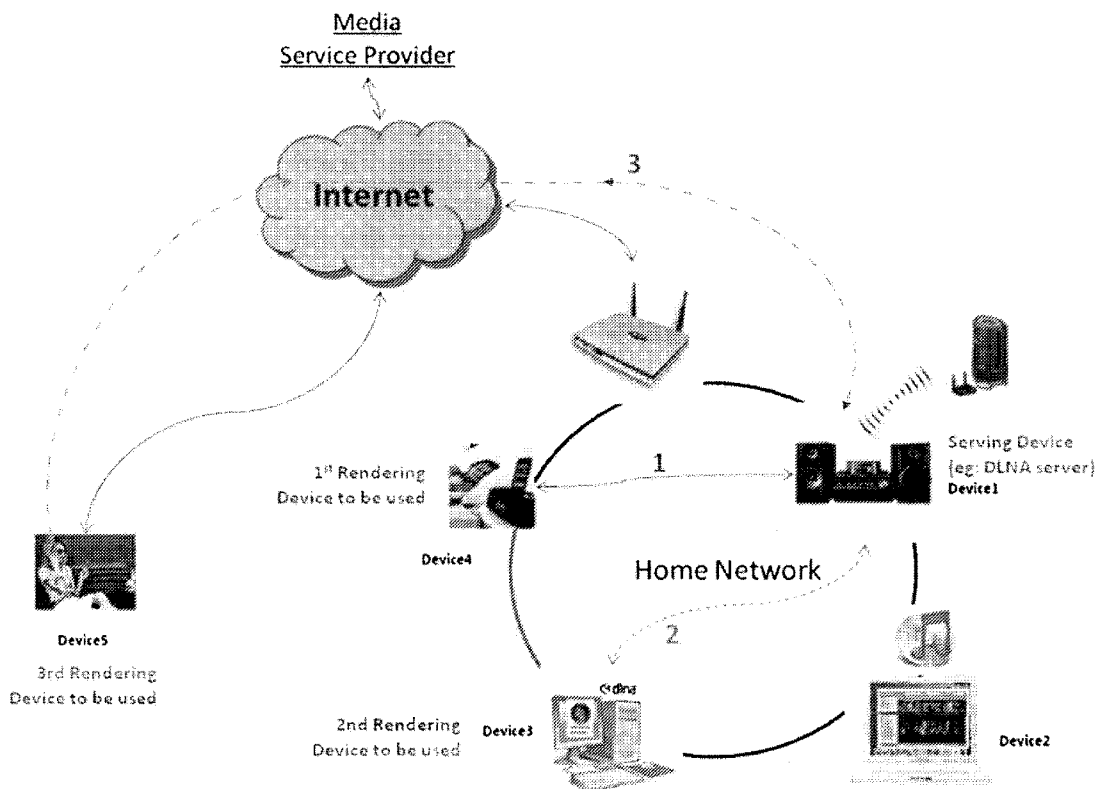 Media
Service Provider
Internet
3
1st Rendering
Device to be used
1
Serving Device
(eg: DLNA server)
Device1
Device4
Home Network
2
Device5
3rd Rendering
Device to be used
dlna
2nd Rendering
Device to be used
Device3
Device2